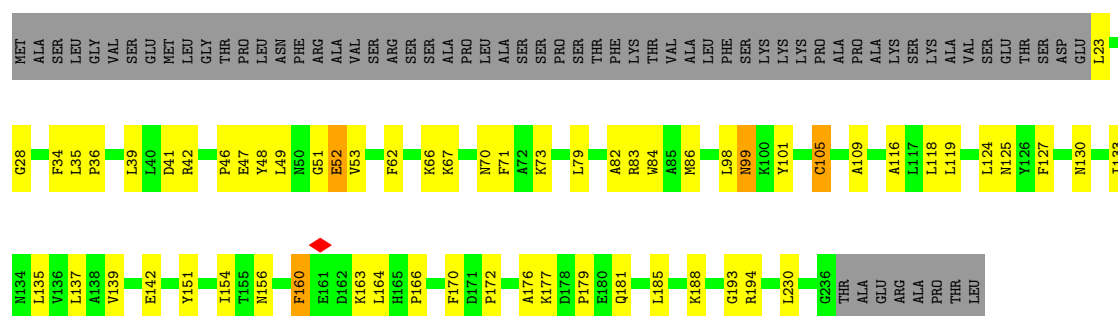 MET ALA SER LEU GLY VAL SER GLU MET LEU GLY THR PRO LEU ASN PHE ARG ALA VAL SER ARG SER SER ALA PRO LEU ALA SER SER PRO SER THR PHE LYS THR VAL ALA LEU PHE SER LYS LYS LYS PRO ALA PRO ALA LYS SER LYS ALA VAL SER GLU THR SER ASP GLU L23
G28 F34 L35 P36 L39 L40 D41 R42 P46 E47 Y48 L49 N50 G51 E52 V53 F62 K66 K67 N70 F71 A72 K73 L79 A82 R83 W84 A85 M86 L98 N99 K100 Y101 C105 A109 A116 L117 L118 L119 L124 N125 Y126 F127 N130 I133
N134 L135 V136 L137 A138 V139 E142 Y151 I154 T155 N156 F160 E161 D162 K163 L164 H165 P166 F170 D171 P172 A176 K177 D178 P179 E180 Q181 L185 K188 G193 R194 L230 G236 THR ALA GLU ARG ALA PRO THR LEU